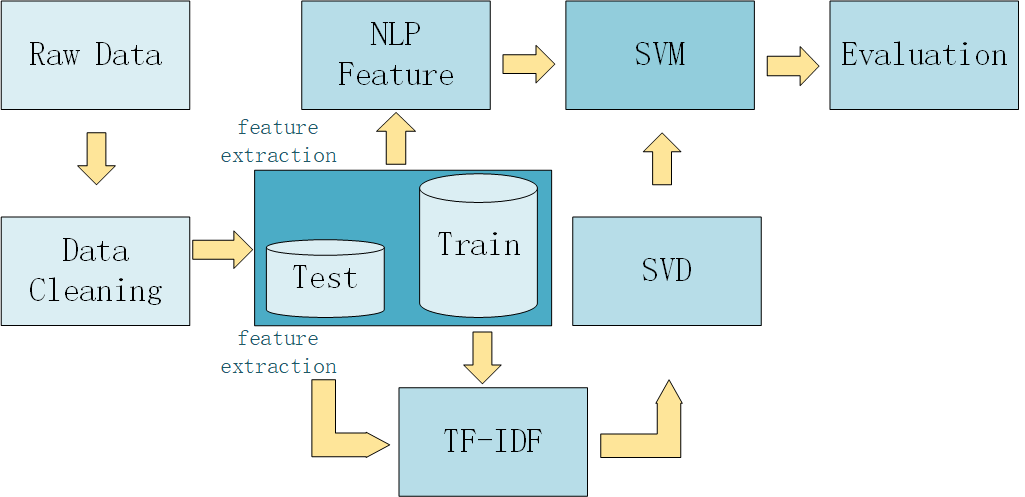 Raw Data
NLP
Feature
SVM
Evaluation
feature
extraction
Data
Cleaning
Test
Train
SVD
feature
extraction
TF-IDF